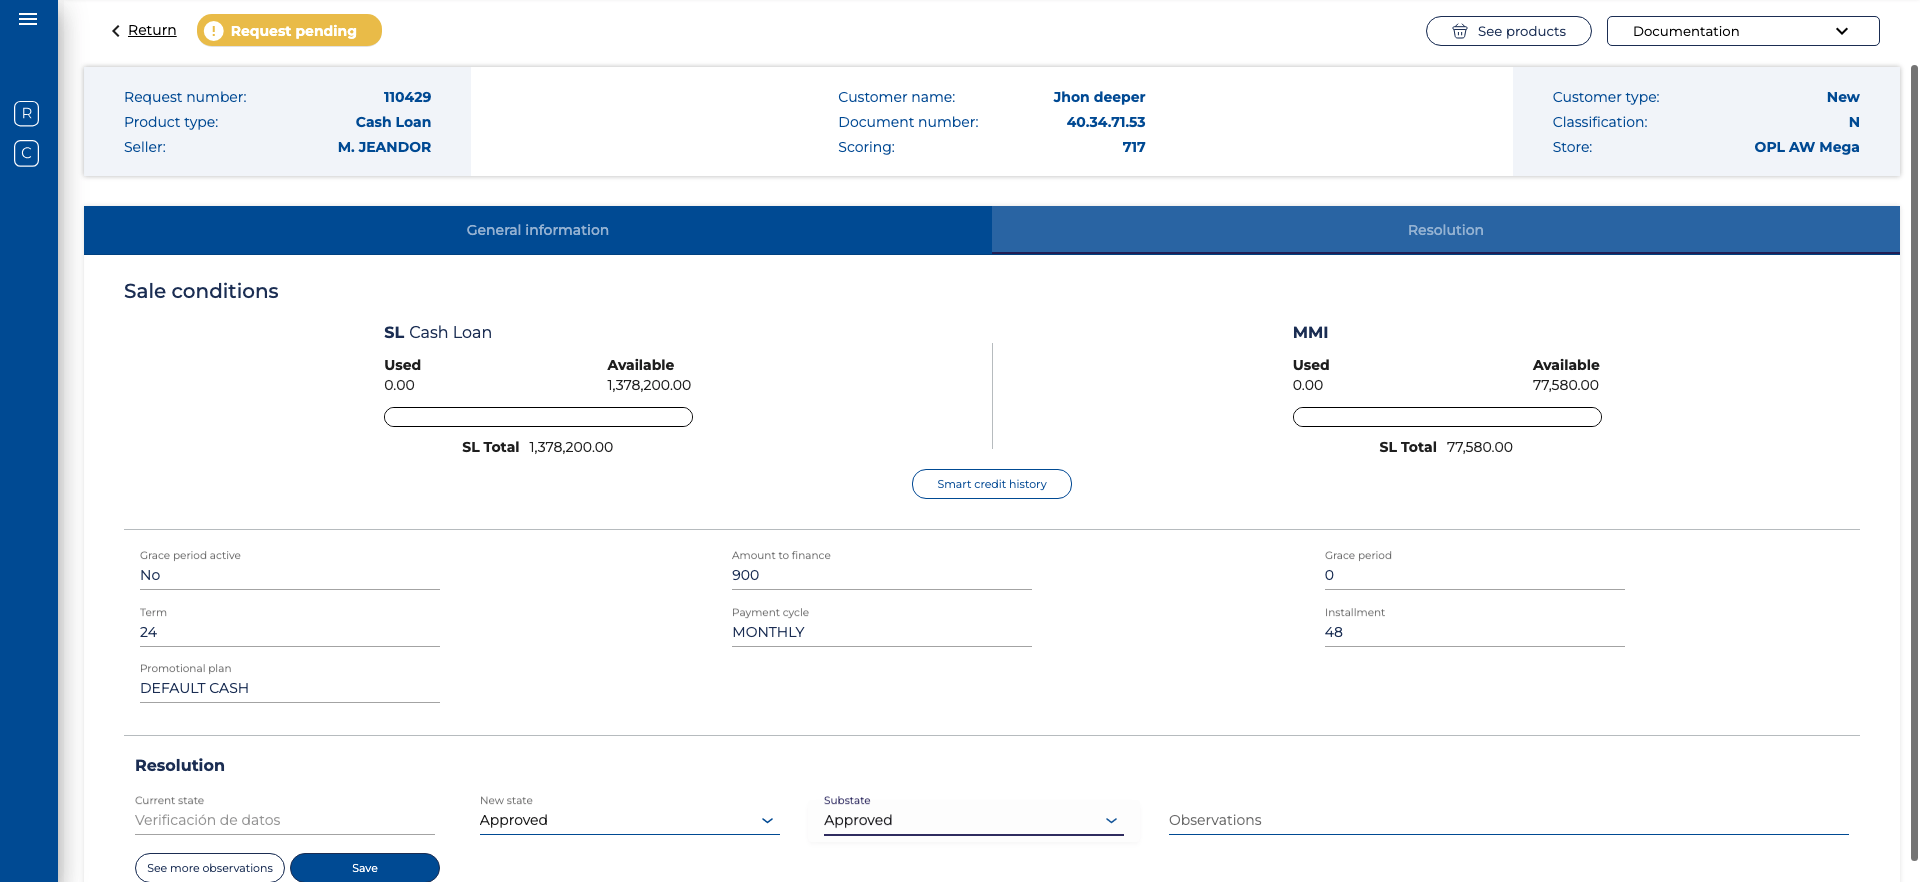 Return
! Request pending
See products
Documentation
R
C
Request number: 110429
Product type: Cash Loan
Seller: M. JEANDOR
Customer name: Jhon deeper
Document number: 40.34.71.53
Scoring: 717
Customer type: New
Classification: N
Store: OPL AW Mega
General information
Resolution
Sale conditions
SL Cash Loan
Used Available
0.00 1,378,200.00
SL Total 1,378,200.00
MMI
Used Available
0.00 77,580.00
SL Total 77,580.00
Smart credit history
Grace period active
No
Amount to finance
900
Grace period
0
Term
24
Payment cycle
MONTHLY
Installment
48
Promotional plan
DEFAULT CASH
Resolution
Current state
Verificación de datos
New state
Approved
Substate
Approved
Observations
See more observations
Save